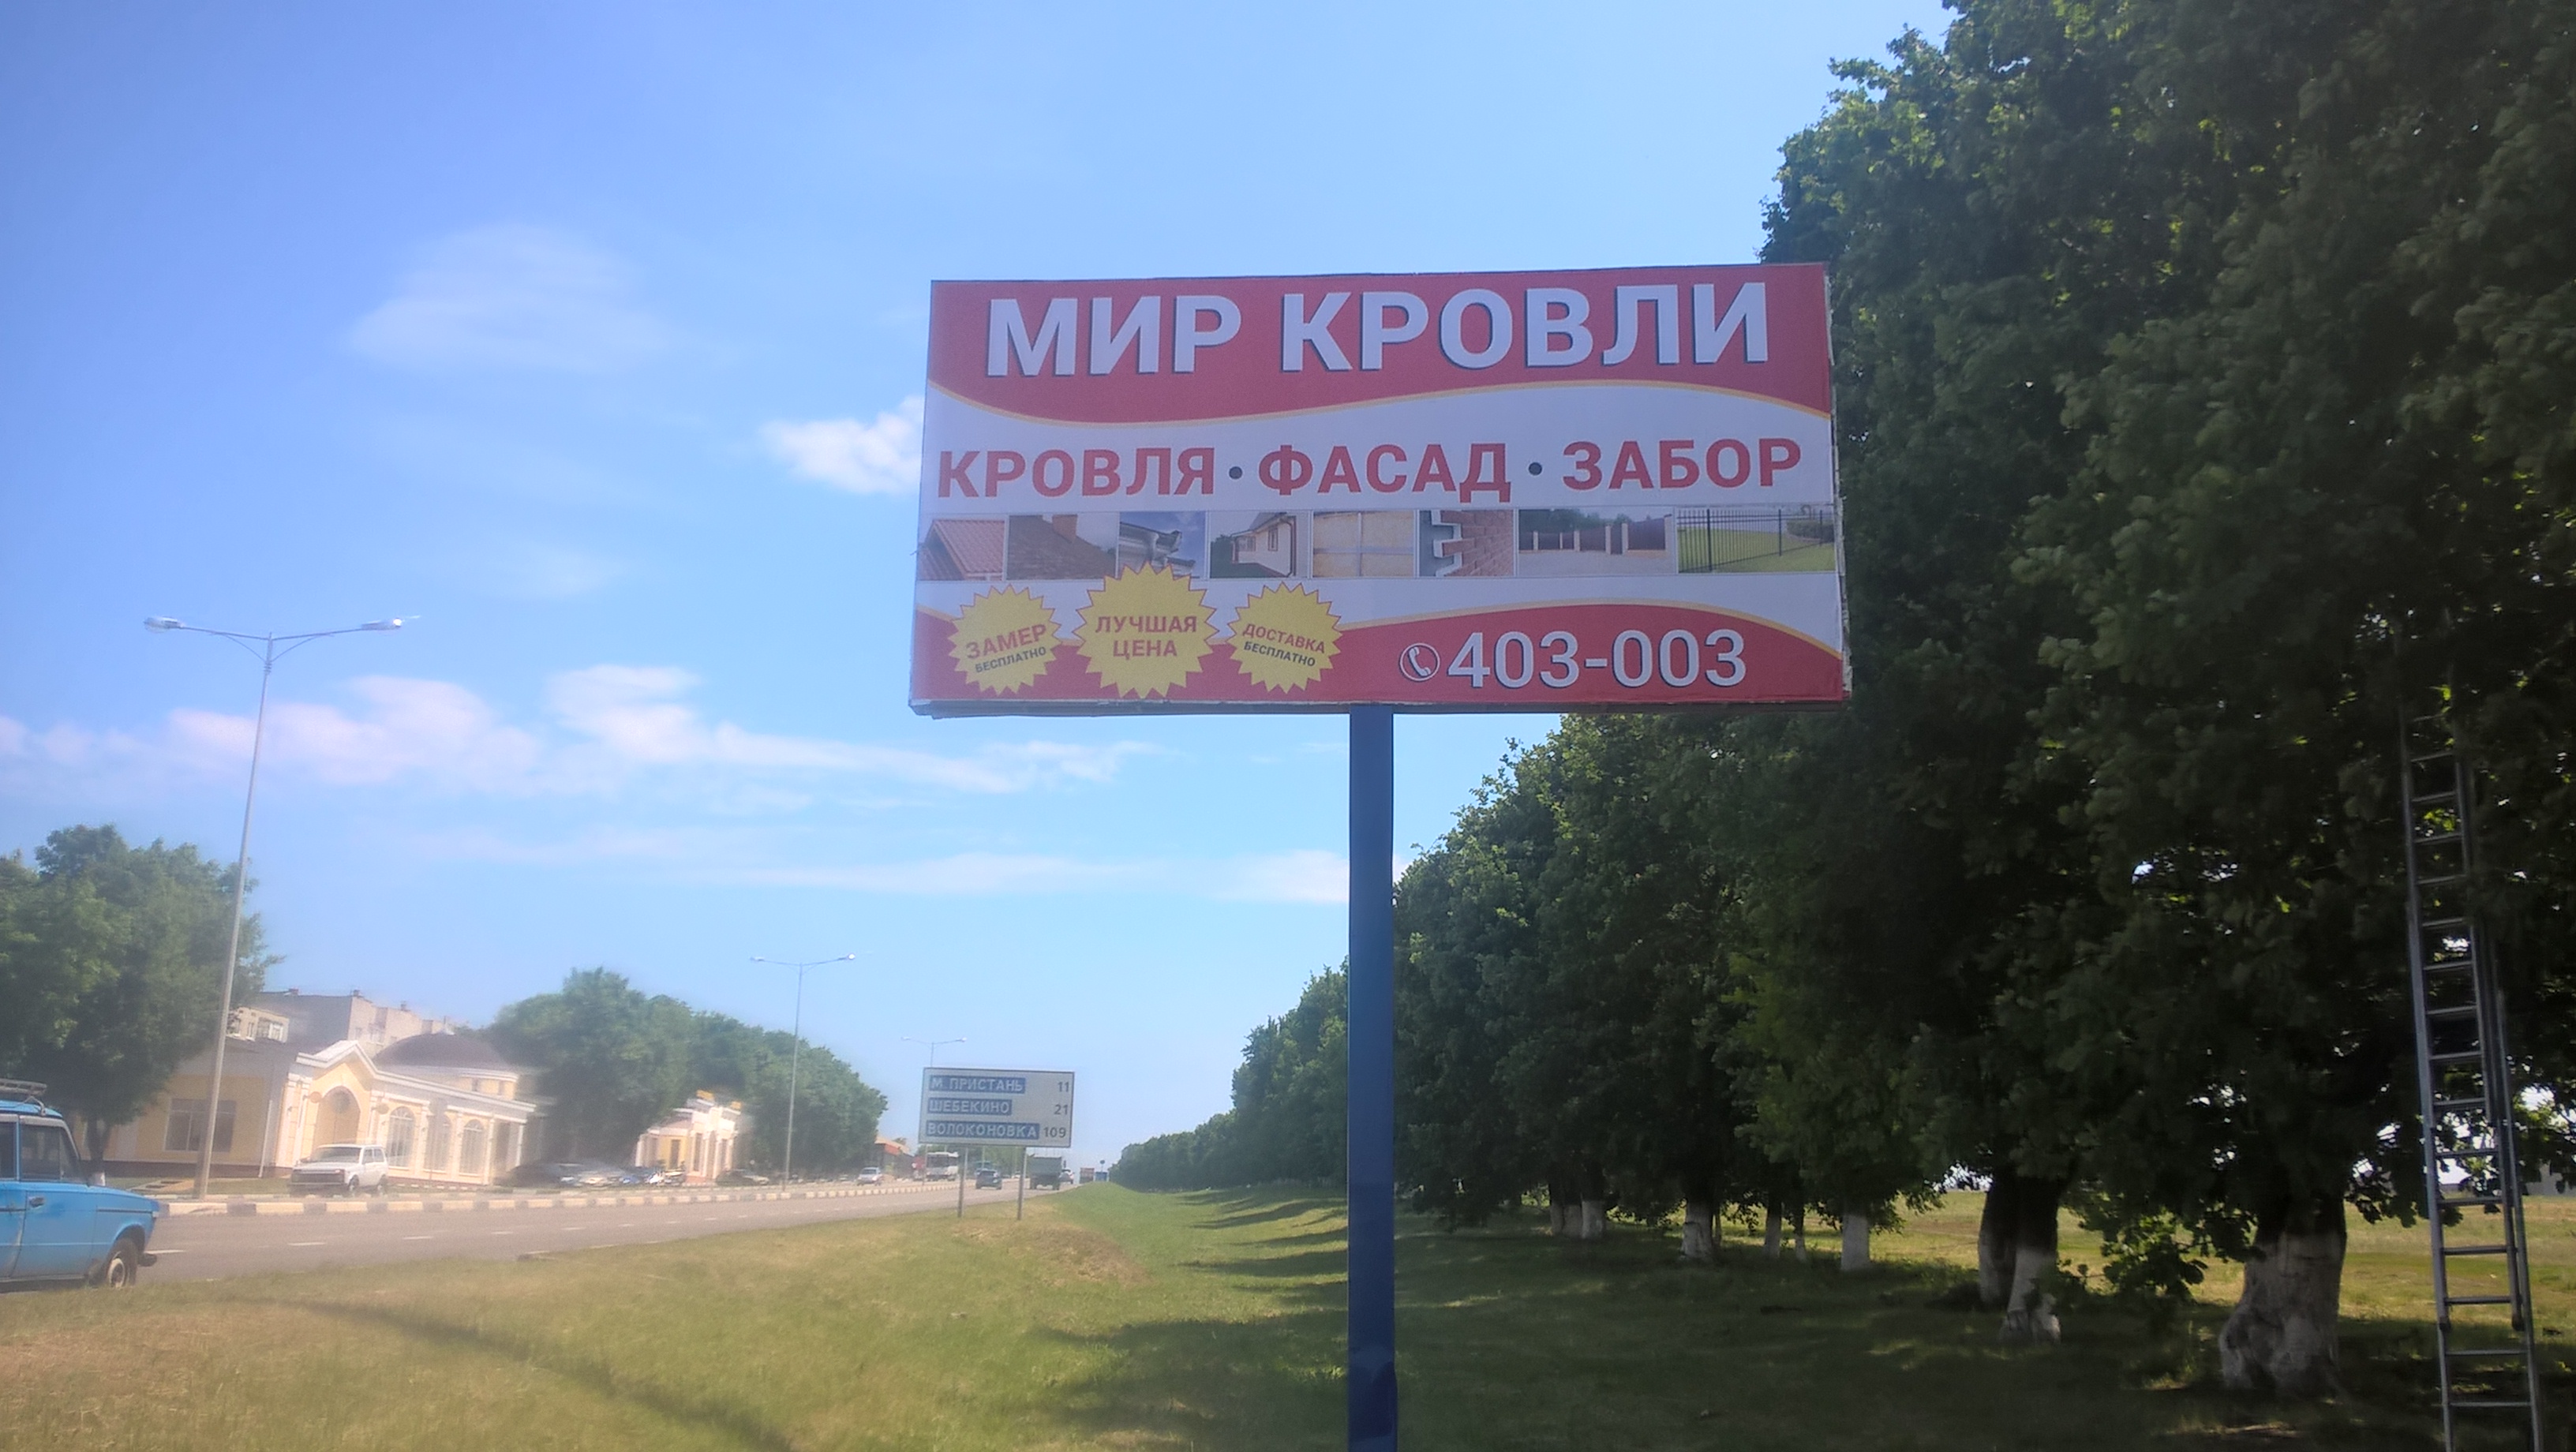 МИР КРОВЛИ
КРОВЛЯ • ФАСАД • ЗАБОР
ЗАМЕР
БЕСПЛАТНО
ЛУЧШАЯ
ЦЕНА
ДОСТАВКА
БЕСПЛАТНО
403-003
М. ПРИСТАНЬ 11
ШЕБЕКИНО 21
ВОЛОКОНОВКА 109